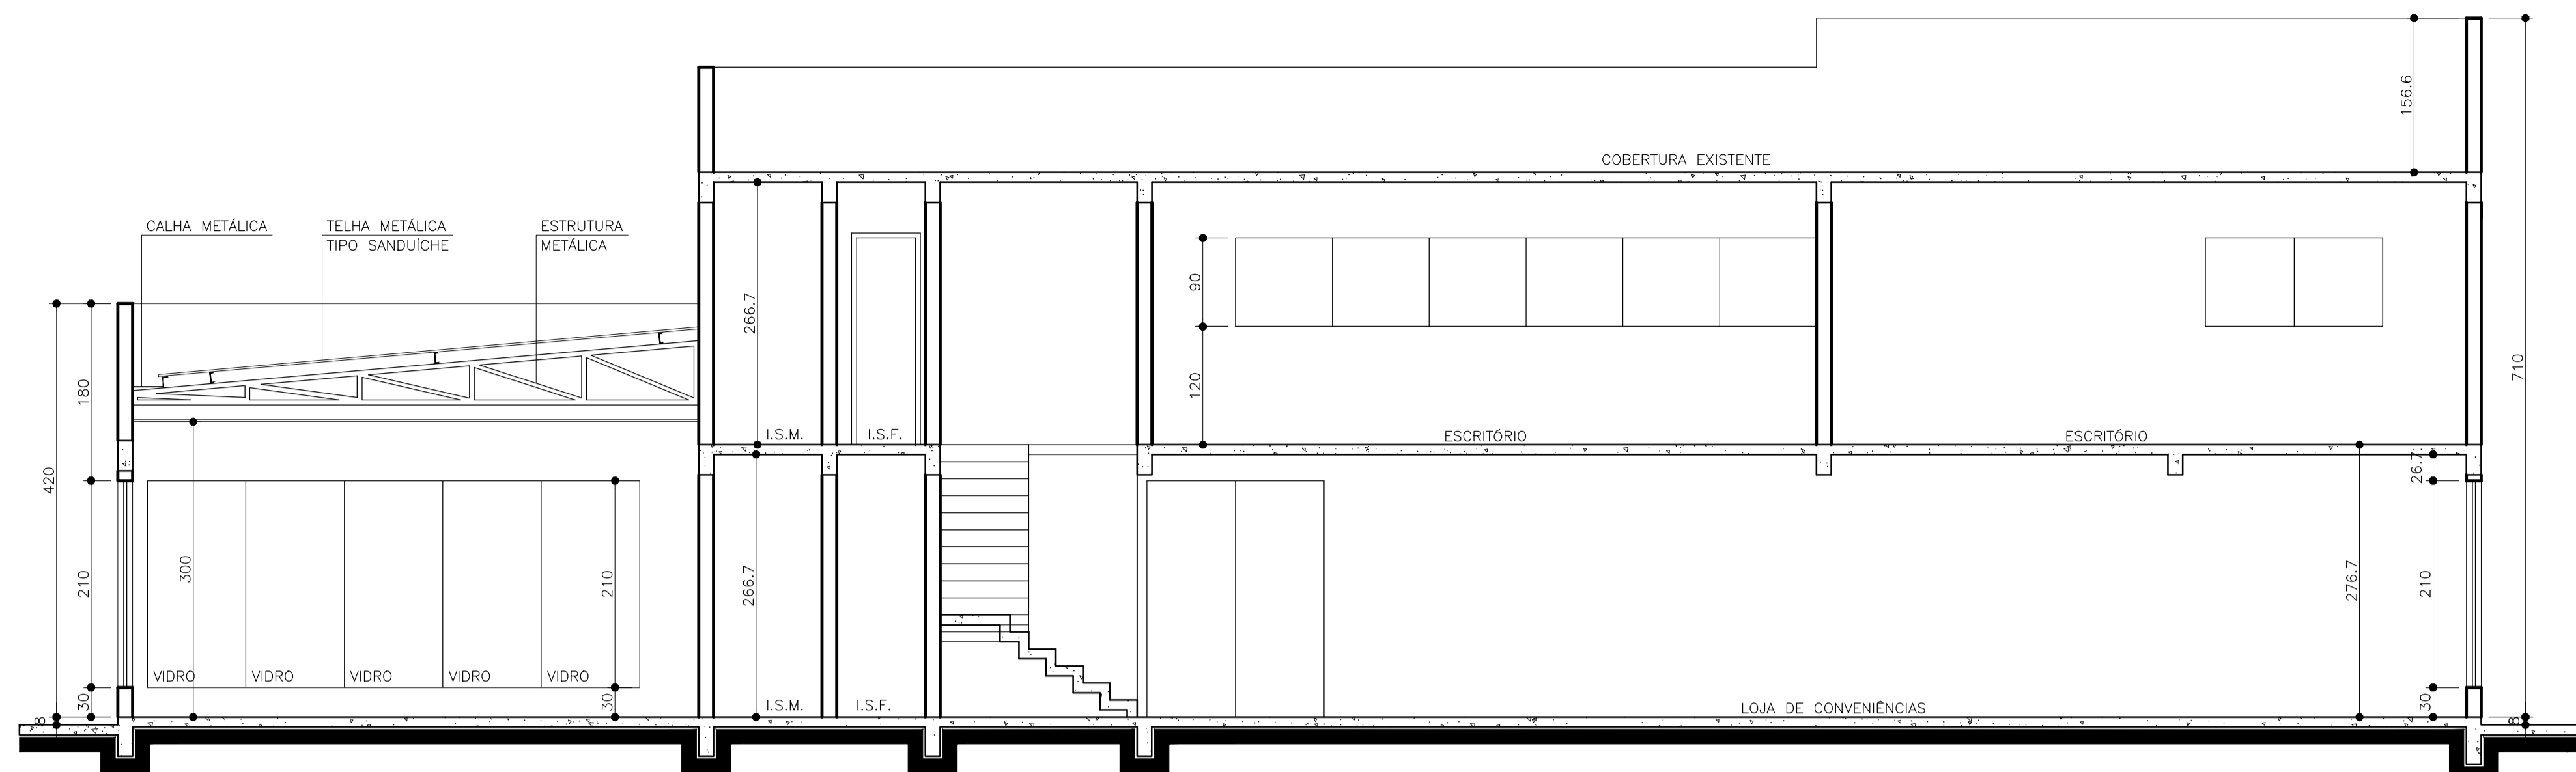 156.6
COBERTURA EXISTENTE
CALHA METÁLICA
TELHA METÁLICA
TIPO SANDUÍCHE
ESTRUTURA
METÁLICA
266.7
90
710
180
120
I.S.M.
I.S.F.
ESCRITÓRIO
ESCRITÓRIO
26.7
420
300
210
210
266.7
276.7
210
VIDRO
VIDRO
VIDRO
VIDRO
VIDRO
30
30
I.S.M.
I.S.F.
LOJA DE CONVENIÊNCIAS
30
8
8